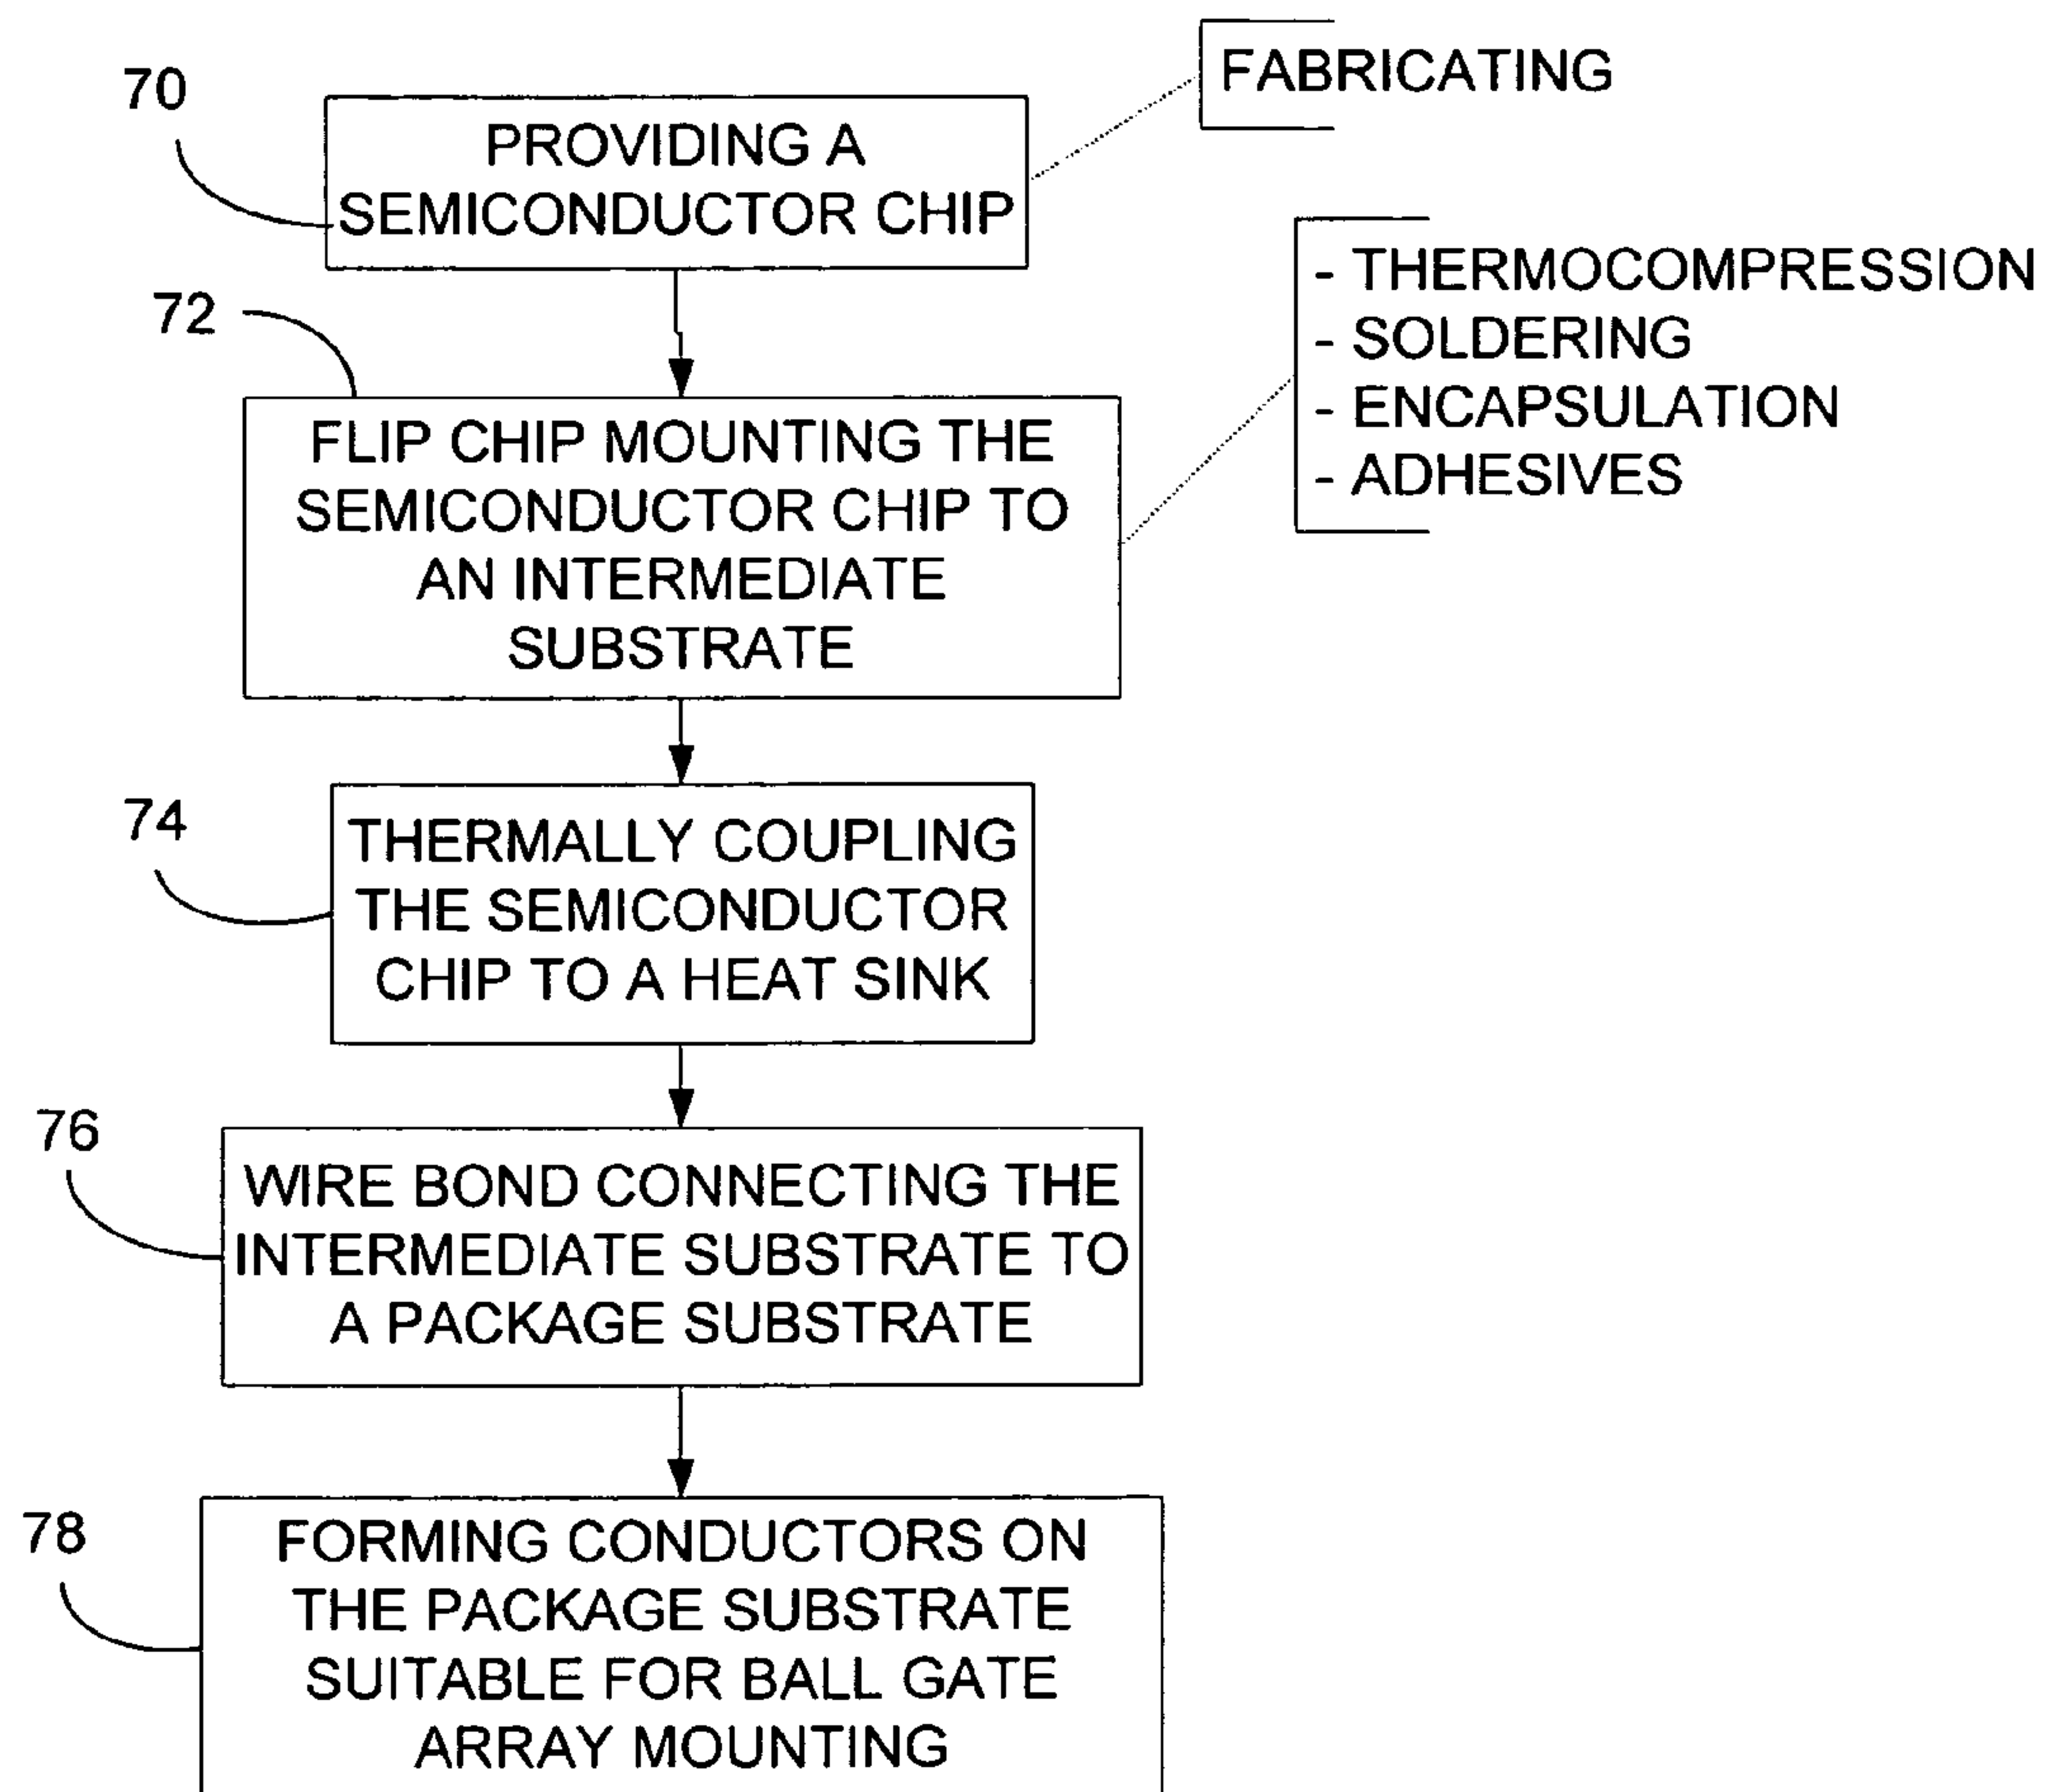 FABRICATING
70
PROVIDING A
SEMICONDUCTOR CHIP
- THERMOCOMPRESSION
- SOLDERING
- ENCAPSULATION
- ADHESIVES
72
FLIP CHIP MOUNTING THE
SEMICONDUCTOR CHIP TO
AN INTERMEDIATE
SUBSTRATE
74
THERMALLY COUPLING
THE SEMICONDUCTOR
CHIP TO A HEAT SINK
76
WIRE BOND CONNECTING THE
INTERMEDIATE SUBSTRATE TO
A PACKAGE SUBSTRATE
78
FORMING CONDUCTORS ON
THE PACKAGE SUBSTRATE
SUITABLE FOR BALL GATE
ARRAY MOUNTING